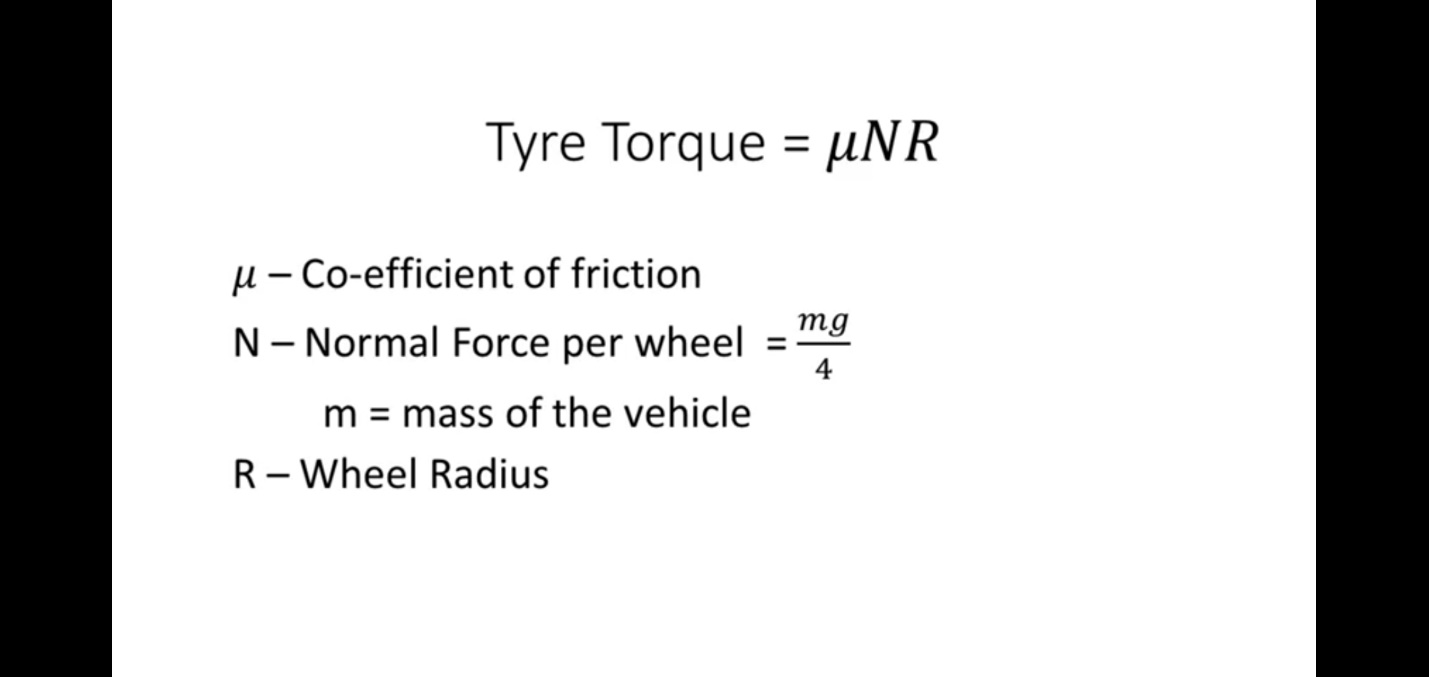 Tyre Torque = μNR
μ – Co-efficient of friction
N – Normal Force per wheel = mg/4
m = mass of the vehicle
R – Wheel Radius